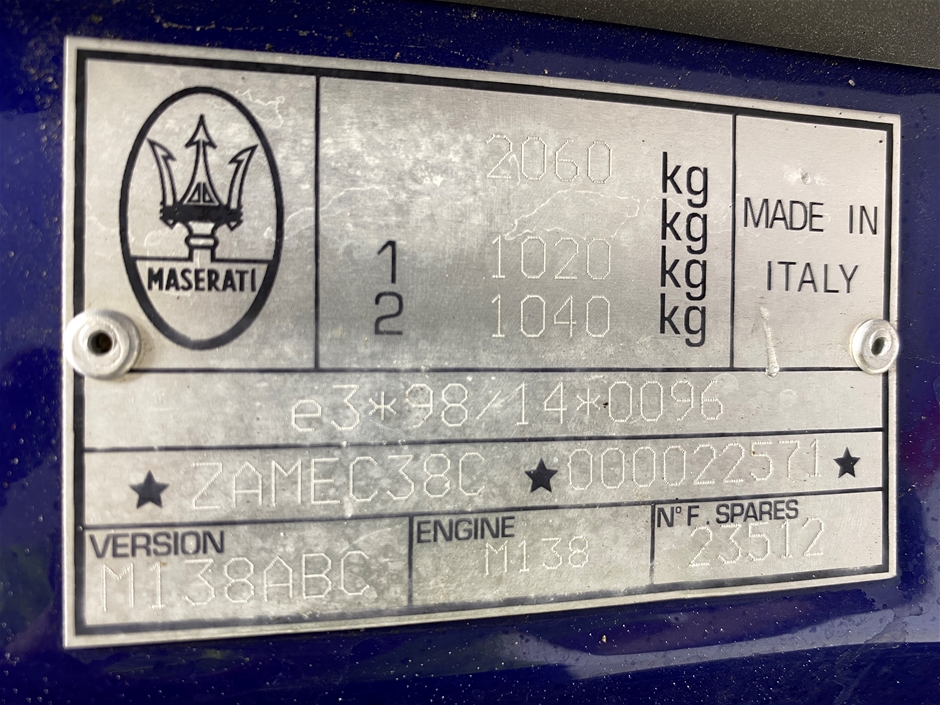 MASERATI
2060 kg
kg
1 1020 kg
2 1040 kg
MADE IN
ITALY
e3*98/14*0096
★ ZAMEC38C ★ 000022571 ★
VERSION
M138ABC
ENGINE
M138
N° F. SPARES
23512